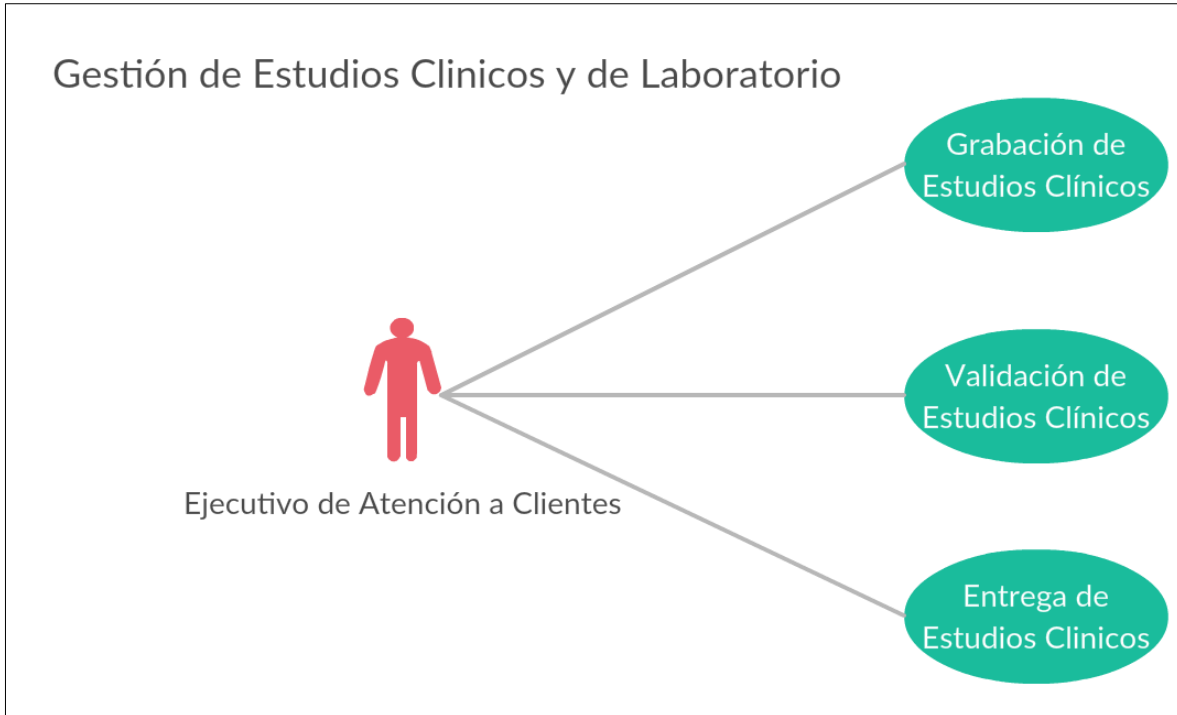 Gestión de Estudios Clinicos y de Laboratorio
Grabación de
Estudios Clínicos
Validación de
Estudios Clínicos
Ejecutivo de Atención a Clientes
Entrega de
Estudios Clinicos